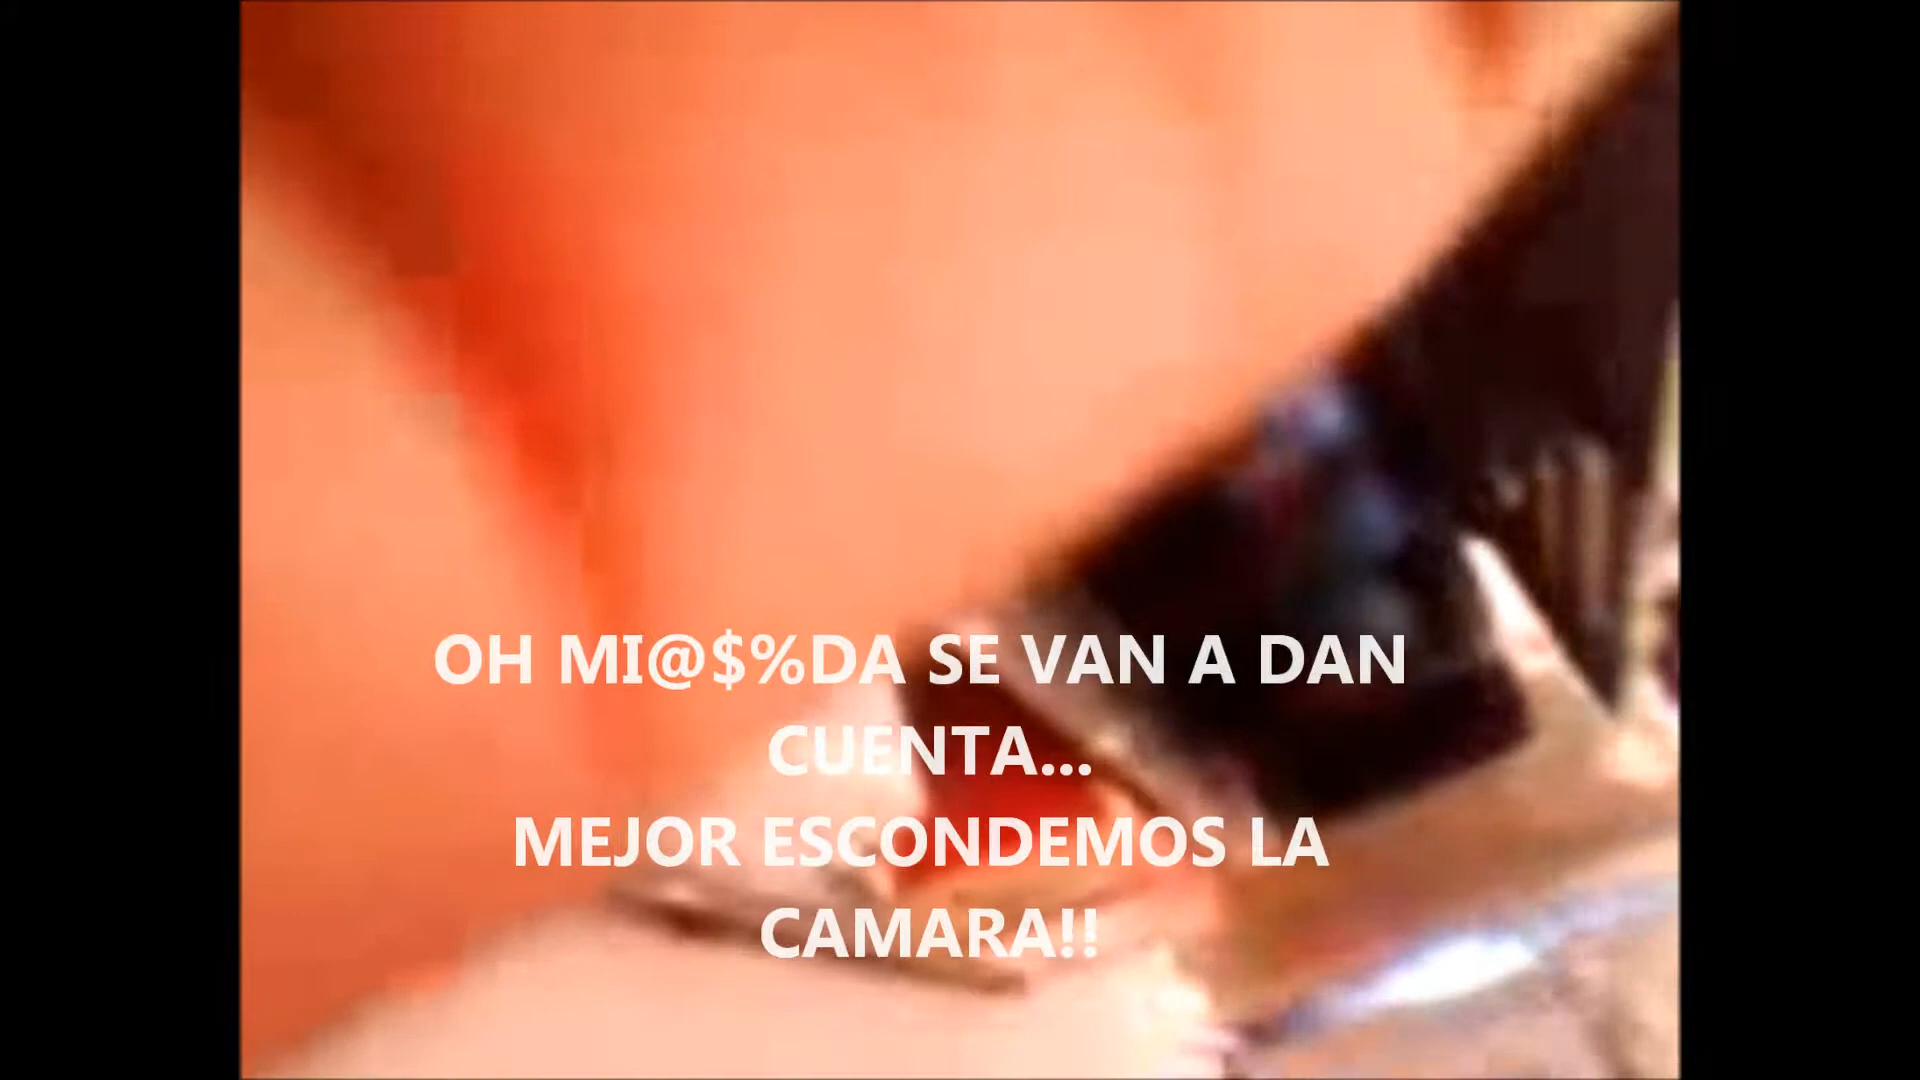 OH MI@$%DA SE VAN A DAN
CUENTA...
MEJOR ESCONDEMOS LA
CAMARA!!